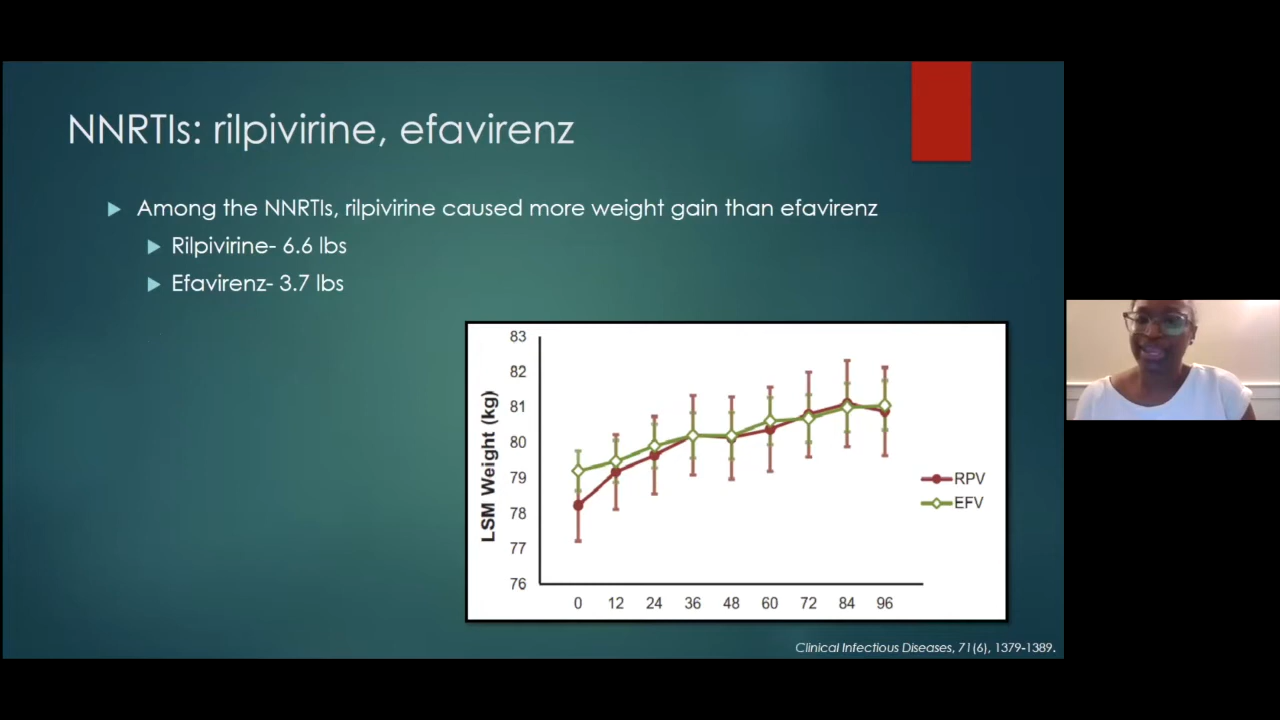 NNRTIs: rilpivirine, efavirenz
Among the NNRTIs, rilpivirine caused more weight gain than efavirenz
Rilpivirine- 6.6 lbs
Efavirenz- 3.7 lbs
LSM Weight (kg)
83
82
81
80
79
78
77
76
0 12 24 36 48 60 72 84 96
RPV
EFV
Clinical Infectious Diseases, 71(6), 1379-1389.